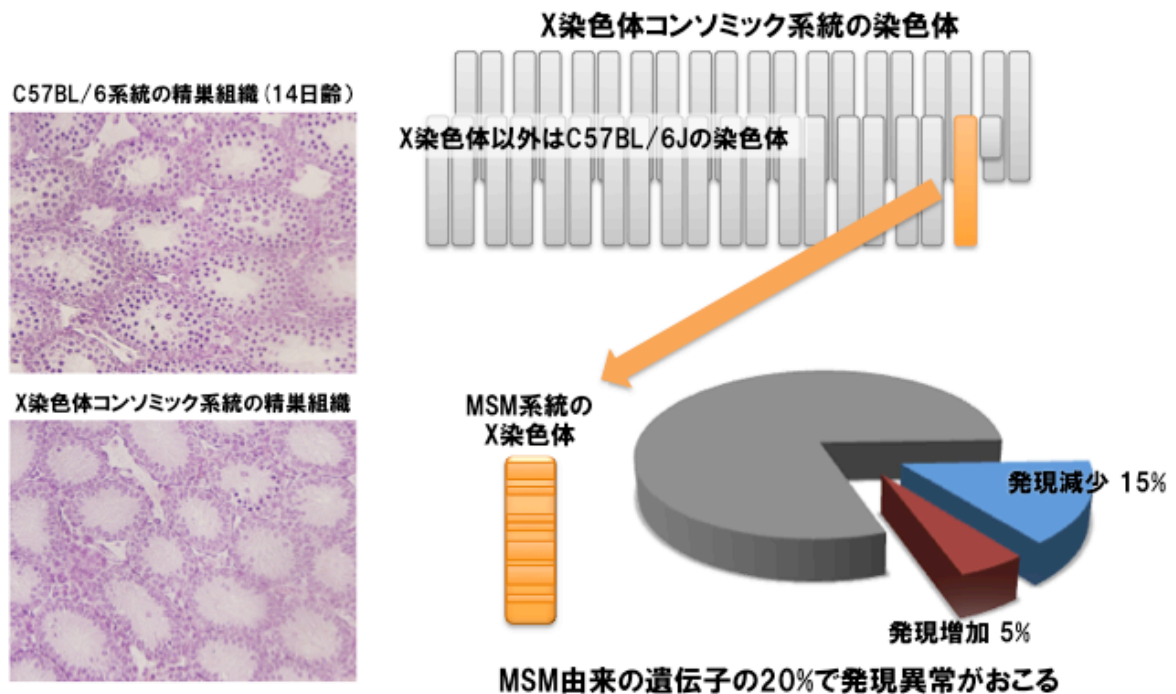 X染色体コンソミック系統の染色体
C57BL/6系統の精巣組織(14日齢)
X染色体以外はC57BL/6Jの染色体
X染色体コンソミック系統の精巣組織
MSM系統の
X染色体
発現減少 15%
発現増加 5%
MSM由来の遺伝子の20%で発現異常がおこる